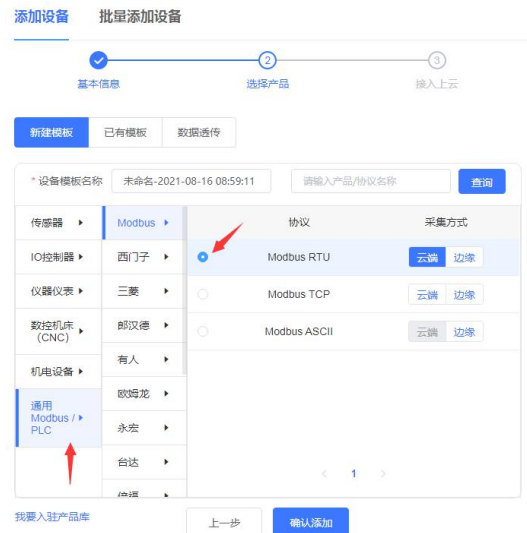 添加设备 批量添加设备
2 3
基本信息 选择产品 接入上云
新建模板 已有模板 数据透传
* 设备模板名称 未命名-2021-08-16 08:59:11 请输入产品/协议名称 查询
传感器 Modbus 协议 采集方式
IO控制器 西门子 Modbus RTU 云端 边缘
仪器仪表 三菱 Modbus TCP 云端 边缘
数控机床
(CNC) 邮汉德 Modbus ASCII 云端 边缘
机电设备 有人
通用
Modbus /
PLC 欧姆龙
永宏
台达
倍福
< 1 >
我要入驻产品库 上一步 确认添加